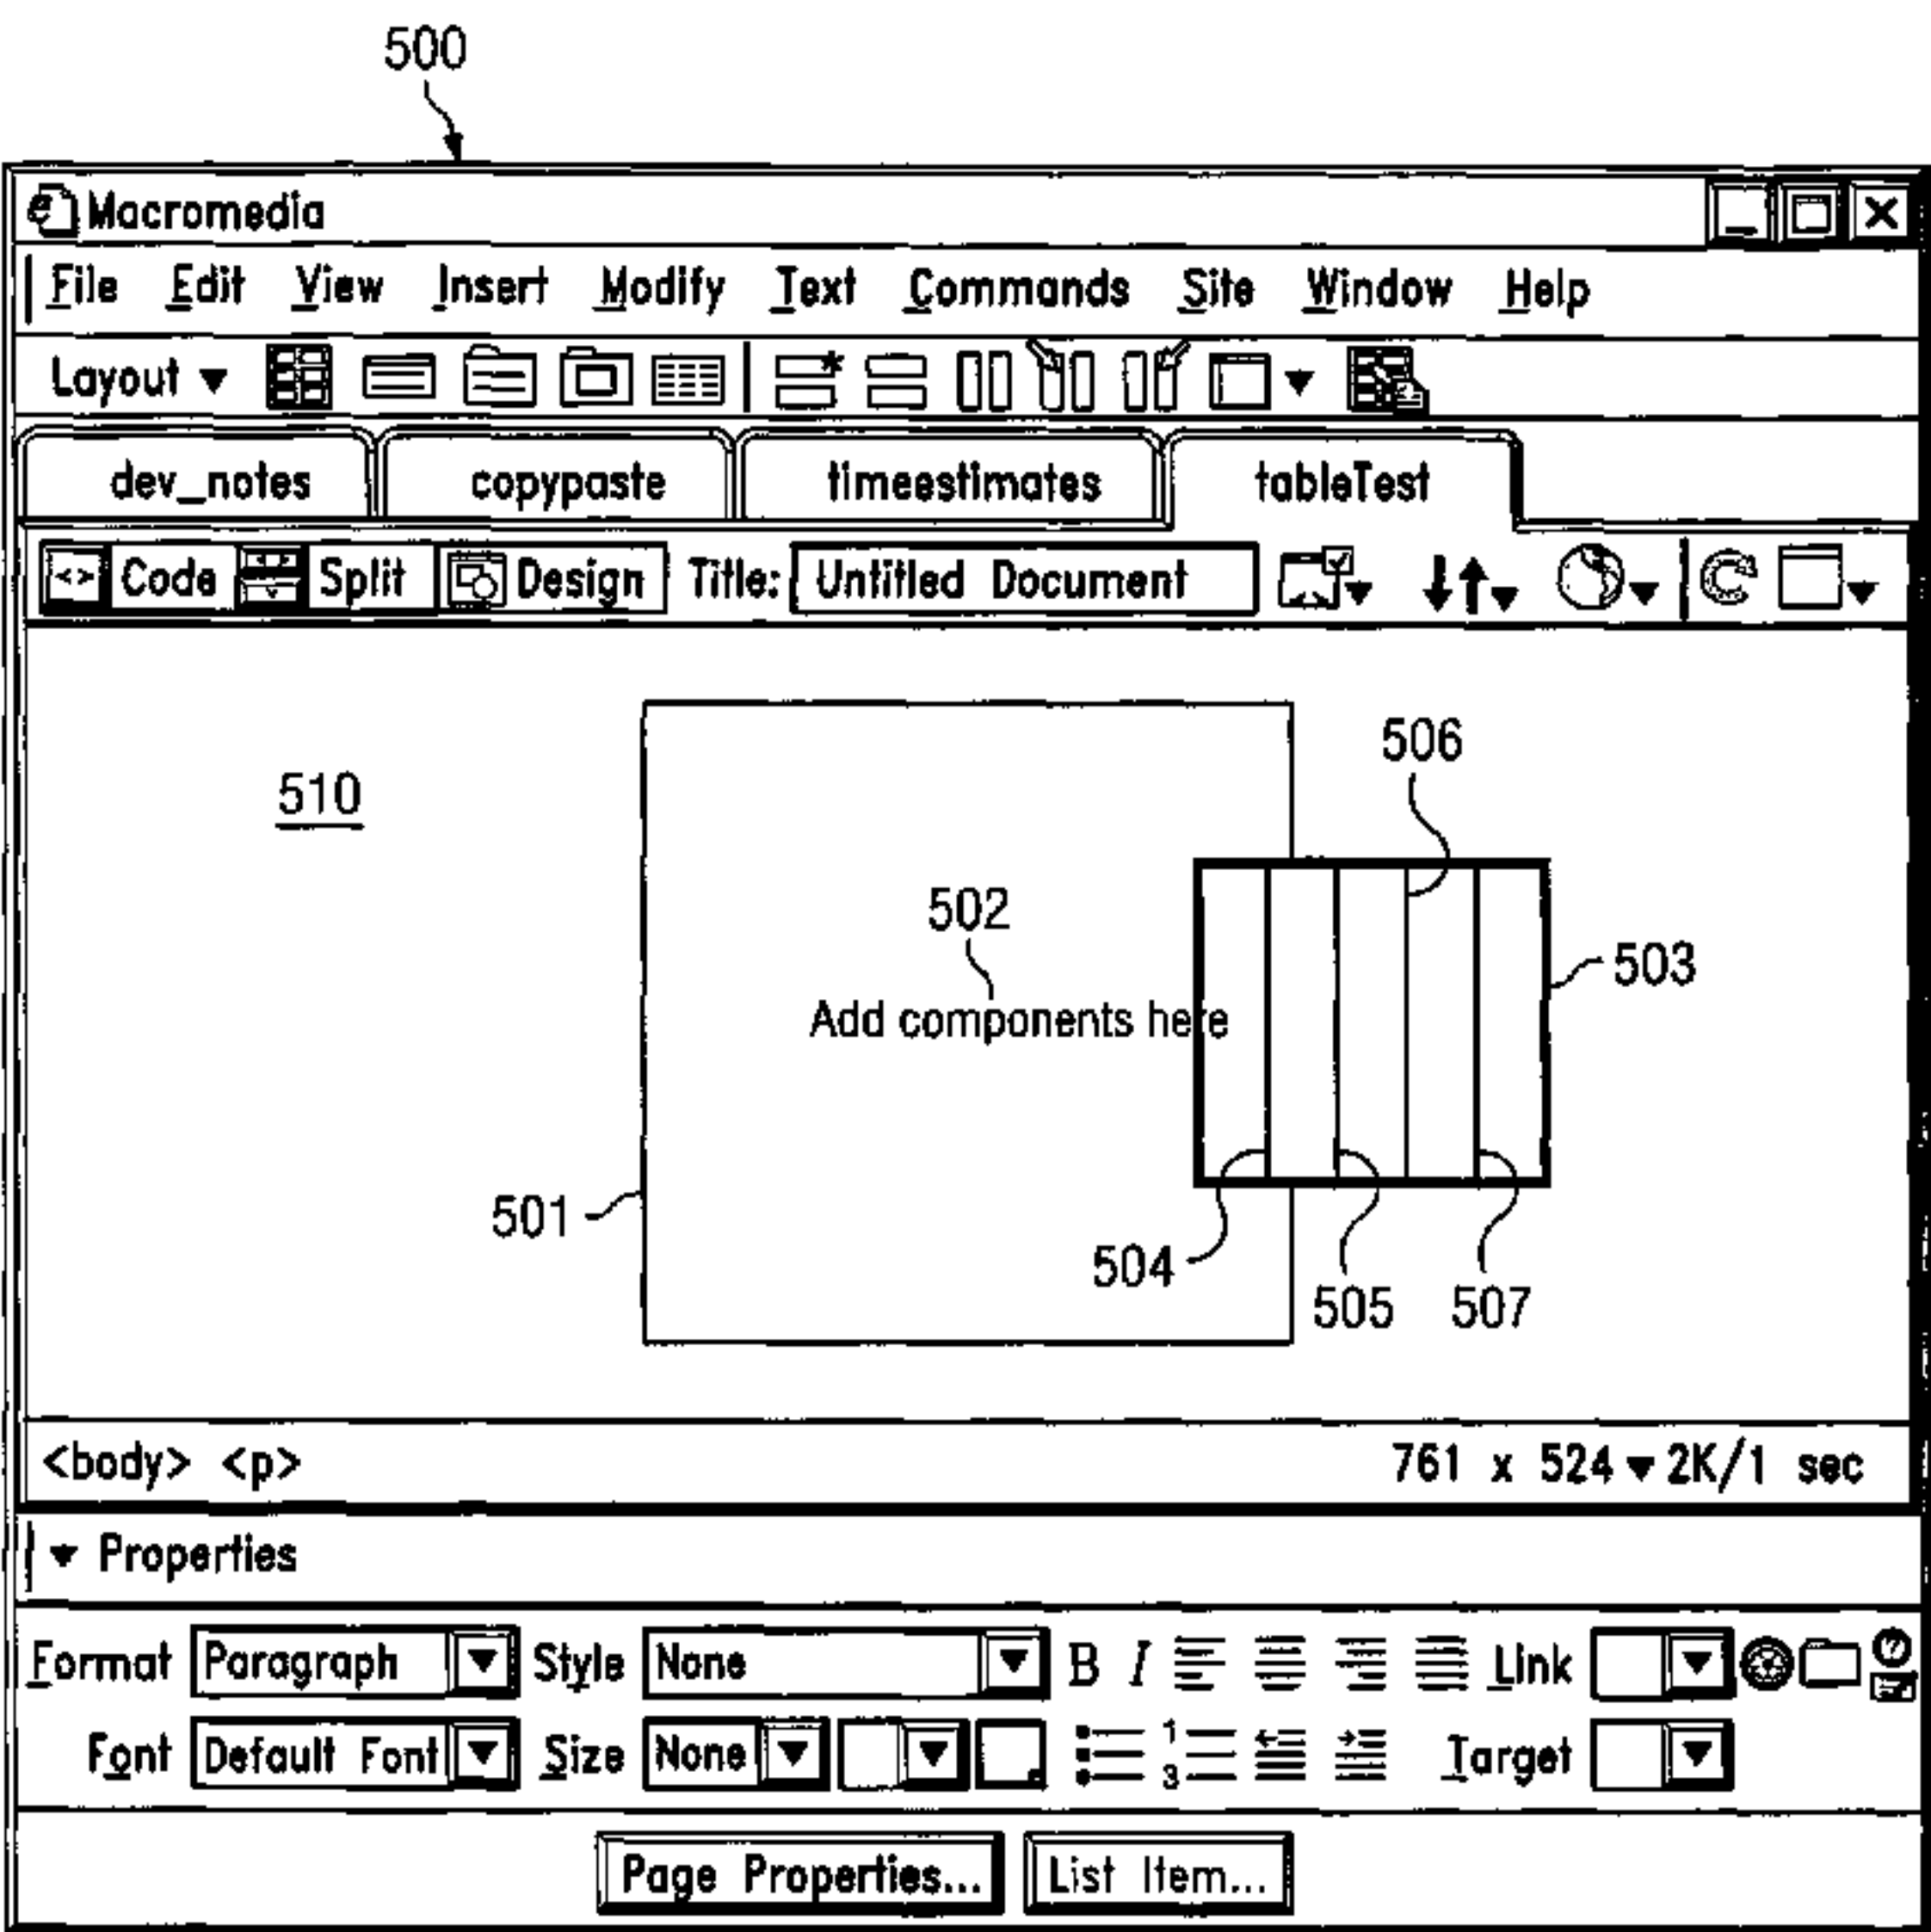 500
Macromedia
File Edit View Insert Modify Text Commands Site Window Help
Layout
dev_notes copypaste timeestimates tableTest
<> Code Split Design Title: Untitled Document
506
510
502
503
Add components here
501
504
505 507
<body> <p> 761 x 524 2K/1 sec
Properties
Format Paragraph Style None B I Link ?
Font Default Font Size None 1 3 Target
Page Properties... List Item...